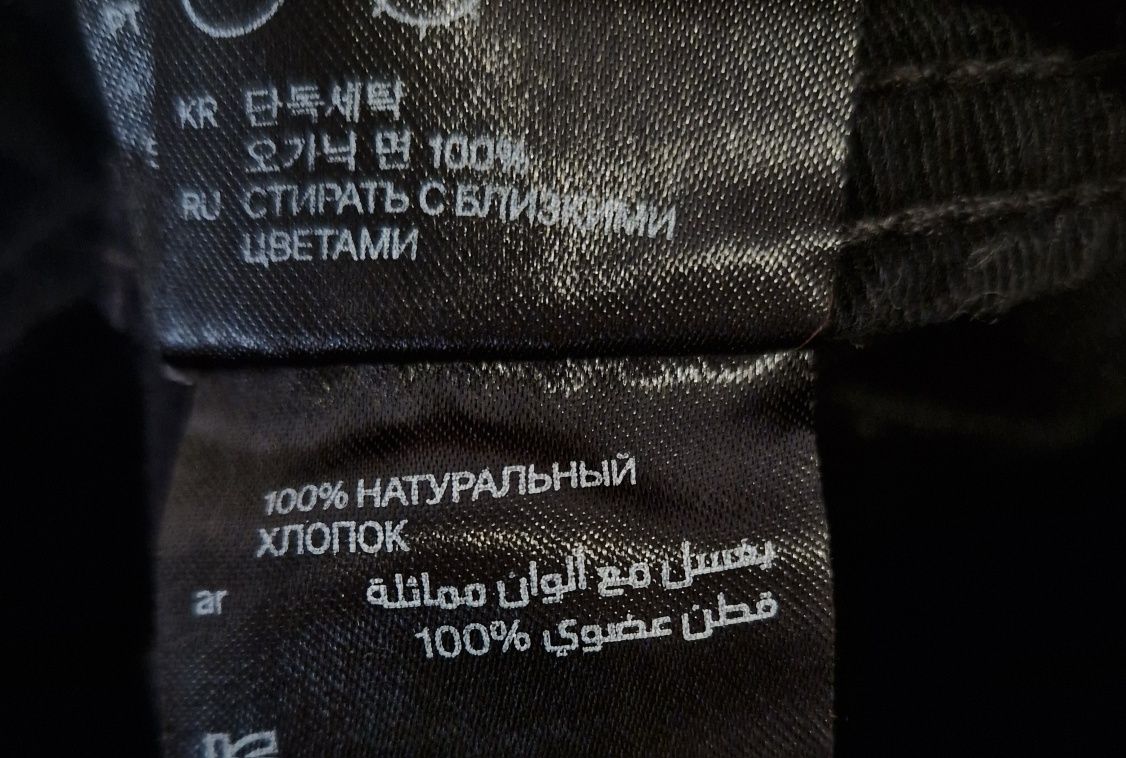 KR 단독세탁
오가닉 면 100%
RU СТИРАТЬ С БЛИЗКИМИ
ЦВЕТАМИ
100% НАТУРАЛЬНЫЙ
ХЛОПОК
ar يغسل مع ألوان مماثلة
قطن عضوي %100